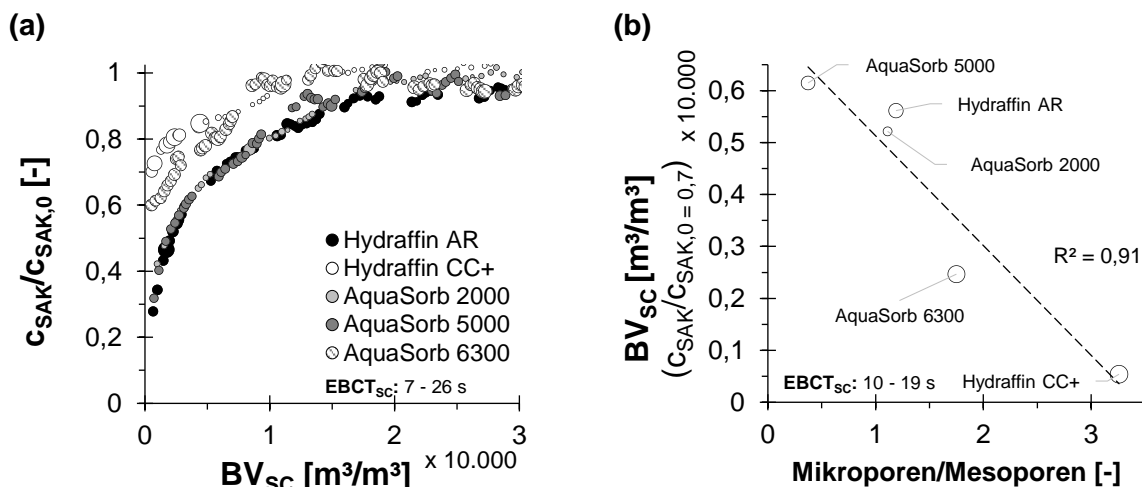 (a)
c_SAK/c_SAK,0 [-]
1
0,8
0,6
0,4
0,2
0
0 1 2 3
BV_SC [m³/m³] x 10.000
Hydraffin AR
Hydraffin CC+
AquaSorb 2000
AquaSorb 5000
AquaSorb 6300
EBCT_SC: 7 - 26 s
(b)
BV_SC [m³/m³]
(c_SAK/c_SAK,0 = 0,7) x 10.000
0,6
0,5
0,4
0,3
0,2
0,1
0
0 1 2 3
Mikroporen/Mesoporen [-]
AquaSorb 5000
Hydraffin AR
AquaSorb 2000
R² = 0,91
AquaSorb 6300
Hydraffin CC+
EBCT_SC: 10 - 19 s